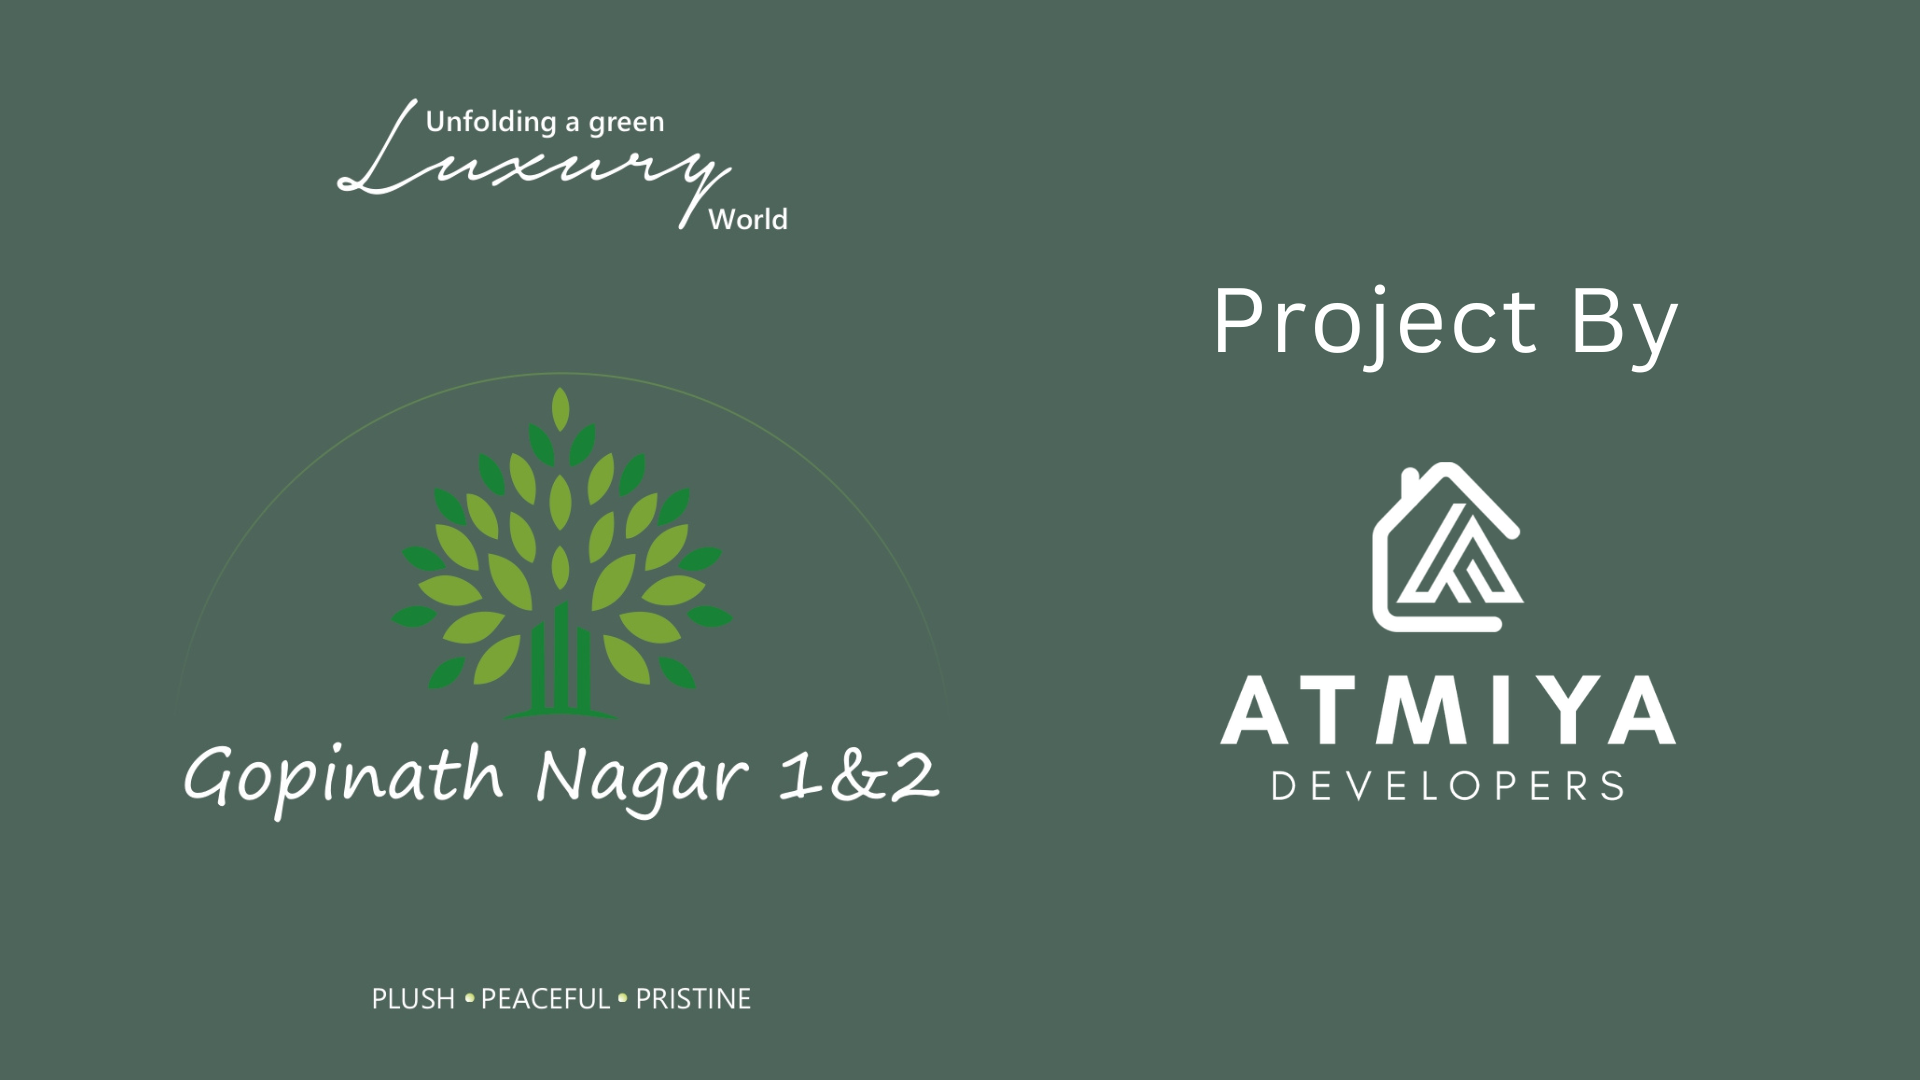 Unfolding a green
Luxury
World
Gopinath Nagar 1&2
PLUSH • PEACEFUL • PRISTINE
Project By
ATMIYA
DEVELOPERS